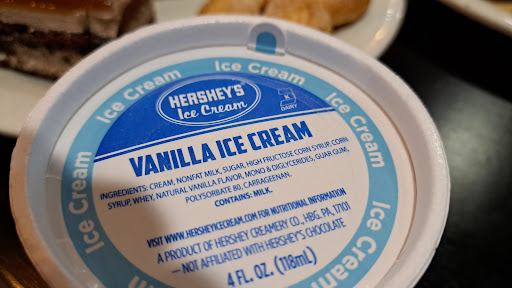 Ice Cream
Ice Cream
Ice Cream
Ice Cream
Ice Cream
Ice Cream
HERSHEY'S
Ice Cream
K
DAIRY
VANILLA ICE CREAM
INGREDIENTS: CREAM, NONFAT MILK, SUGAR, HIGH FRUCTOSE CORN SYRUP, CORN
SYRUP, WHEY, NATURAL VANILLA FLAVOR, MONO & DIGLYCERIDES, GUAR GUM,
POLYSORBATE 80, CARRAGEENAN.
CONTAINS: MILK.
VISIT WWW.HERSHEYICECREAM.COM FOR NUTRITIONAL INFORMATION
A PRODUCT OF HERSHEY CREAMERY CO., HBG. PA, 17101
— NOT AFFILIATED WITH HERSHEY'S CHOCOLATE
4 FL. OZ. (118mL)